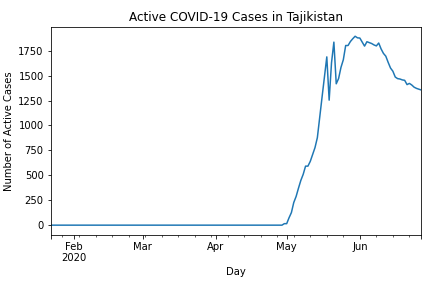 Active COVID-19 Cases in Tajikistan
Number of Active Cases
1750
1500
1250
1000
750
500
250
0
Feb
2020
Mar
Apr
May
Jun
Day